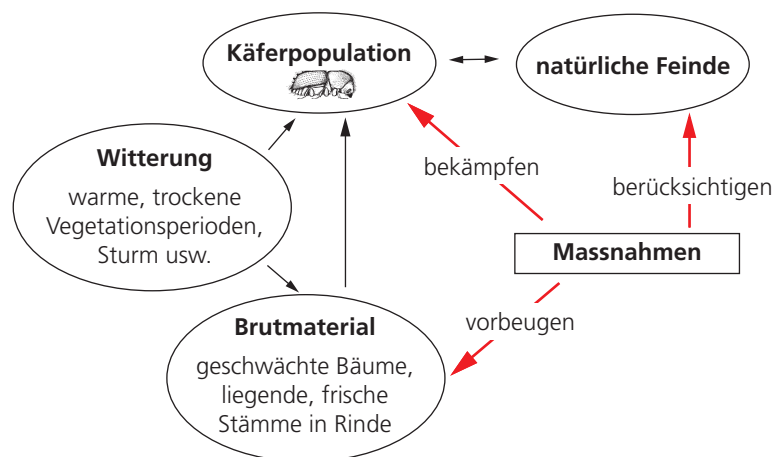 Käferpopulation
natürliche Feinde
Witterung
warme, trockene
Vegetationsperioden,
Sturm usw.
bekämpfen
berücksichtigen
Massnahmen
vorbeugen
Brutmaterial
geschwächte Bäume,
liegende, frische
Stämme in Rinde